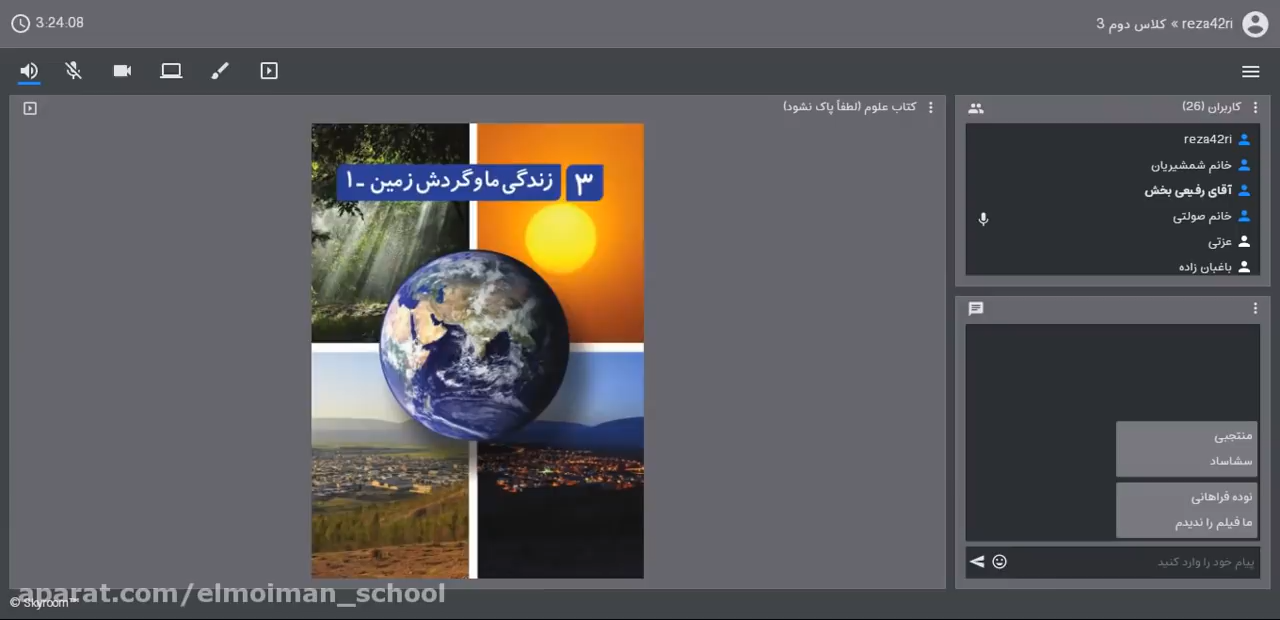 3:24:08
reza42ri » کلاس دوم 3
کتاب علوم (لطفاً پاک نشود)
۳ زندگی ما و گردش زمین ـ ۱
کاربران (26)
reza42ri
خانم شمشیریان
آقای رفیعی بخش
خانم صولتی
عزتی
باغبان زاده
منتجبی
سشاساد
نوده فراهانی
ما فیلم را ندیدم
پیام خود را وارد کنید
aparat.com/elmoiman_school
© Skyroom™